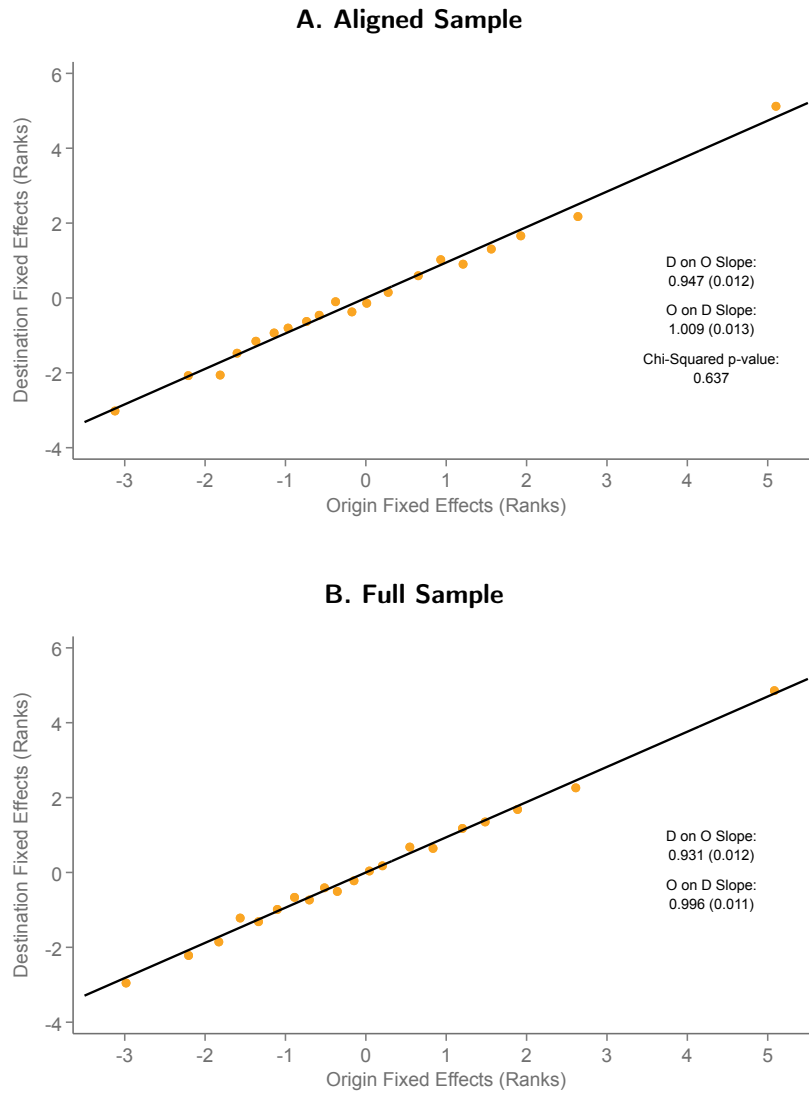 A. Aligned Sample
Destination Fixed Effects (Ranks)
6
4
2
0
-2
-4
D on O Slope:
0.947 (0.012)
O on D Slope:
1.009 (0.013)
Chi-Squared p-value:
0.637
-3 -2 -1 0 1 2 3 4 5
Origin Fixed Effects (Ranks)
B. Full Sample
Destination Fixed Effects (Ranks)
6
4
2
0
-2
-4
D on O Slope:
0.931 (0.012)
O on D Slope:
0.996 (0.011)
-3 -2 -1 0 1 2 3 4 5
Origin Fixed Effects (Ranks)